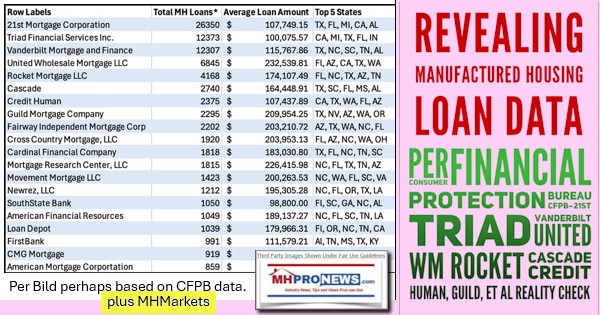 Row Labels Total MH Loans* Average Loan Amount Top 5 States
21st Mortgage Corporation 26350 $ 107,749.15 TX, FL, MI, CA, AL
Triad Financial Services Inc. 12373 $ 100,075.57 CA, MI, TX, FL, IN
Vanderbilt Mortgage and Finance 12307 $ 115,767.86 TX, NC, SC, TN, AL
United Wholesale Mortgage LLC 6845 $ 232,539.81 FL, AZ, CA, TX, WA
Rocket Mortgage LLC 4168 $ 174,107.49 FL, NC, TX, AZ, TN
Cascade 2740 $ 164,448.91 TX, SC, FL, MS, AL
Credit Human 2375 $ 107,437.89 CA, TX, WA, FL, AZ
Guild Mortgage Company 2295 $ 209,954.25 TX, NV, AZ, WA, OR
Fairway Independent Mortgage Corp 2202 $ 203,210.72 AZ, TX, WA, NC, FL
Cross Country Mortgage, LLC 1920 $ 203,953.13 FL, AZ, NC, WA, OH
Cardinal Financial Company 1818 $ 183,030.80 TX, FL, NC, TN, SC
Mortgage Research Center, LLC 1815 $ 226,415.98 NC, FL, TX, TN, AZ
Movement Mortgage LLC 1423 $ 200,263.53 NC, WA, FL, SC, VA
Newrez, LLC 1212 $ 195,305.28 NC, FL, OR, TX, LA
SouthState Bank 1050 $ 98,800.00 FL, SC, GA, NC, AL
American Financial Resources 1049 $ 189,137.27 NC, FL, SC, TN, LA
Loan Depot 1039 $ 179,966.31 FL, OR, NC, TN, CA
FirstBank 991 $ 111,579.21 Al, TN, MS, TX, KY
CMG Mortgage 919 $
American Mortgage Corportation 859 $
Third Party Images Shown Under Fair Use Guidelines
MHPRONEWS.com
Industry News, Tips and Views Pros can Use
Per Bild perhaps based on CFPB data.
plus MHMarkets
REVEALING
MANUFACTURED HOUSING
LOAN DATA
PER FINANCIAL
CONSUMER
PROTECTION BUREAU
CFPB-21ST
TRIAD VANDERBILT
UNITED
WM ROCKET CASCADE
CREDIT
HUMAN, GUILD, ET AL REALITY CHECK